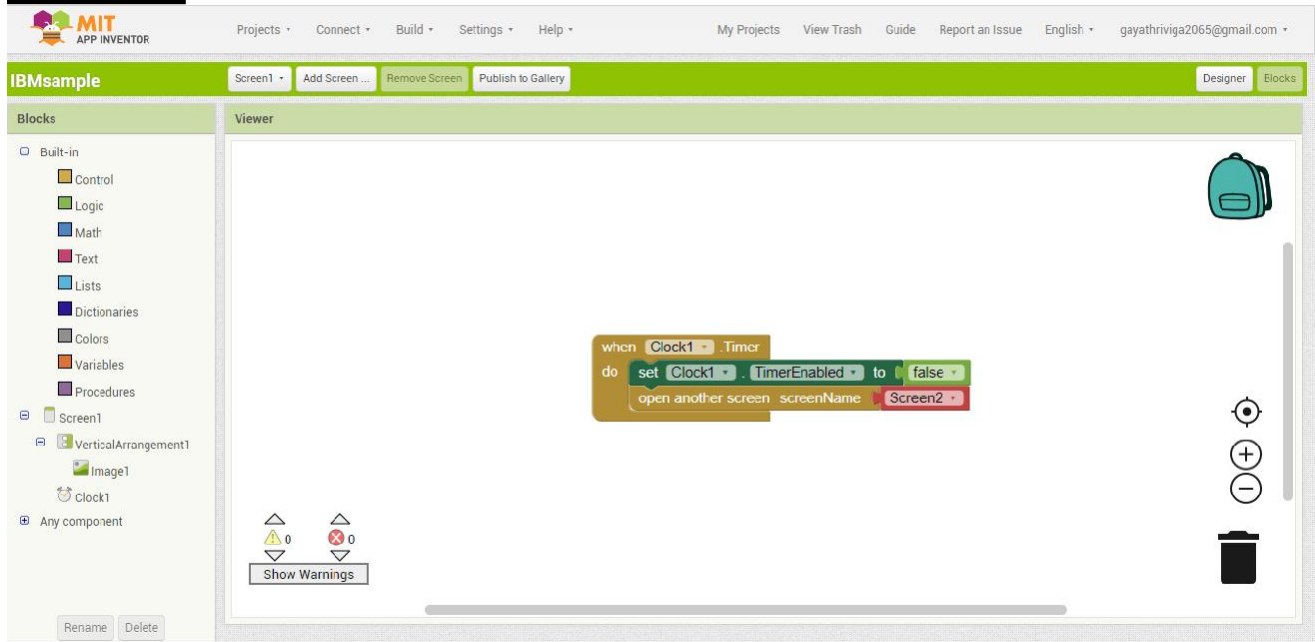 MIT
APP INVENTOR
Projects Connect Build Settings Help My Projects View Trash Guide Report an Issue English gayathriviga2065@gmail.com
IBMsample
Screen1 Add Screen ... Remove Screen Publish to Gallery Designer Blocks
Blocks
Viewer
Built-in
Control
Logic
Math
Text
Lists
Dictionaries
Colors
Variables
Procedures
Screen1
VerticalArrangement1
Image1
Clock1
Any component
Rename Delete
when Clock1 .Timer
do set Clock1 . TimerEnabled to false
open another screen screenName Screen2
0 0
Show Warnings